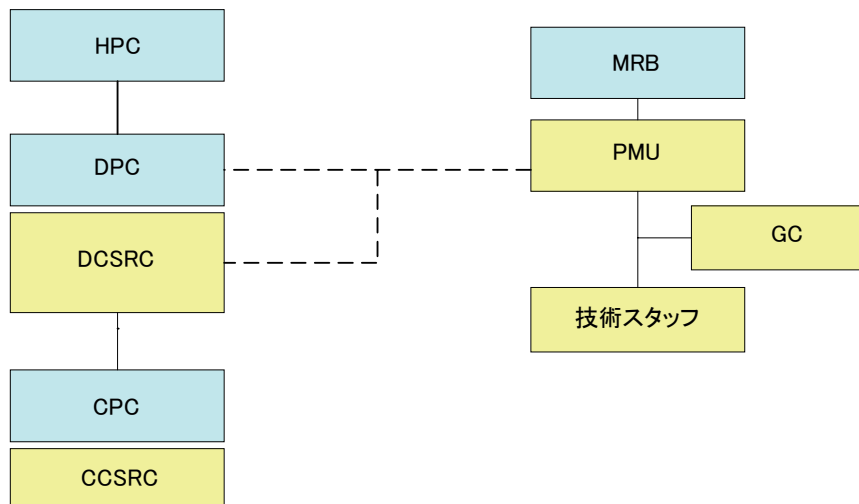 HPC
DPC
DCSRC
CPC
CCSRC
MRB
PMU
GC
技術スタッフ